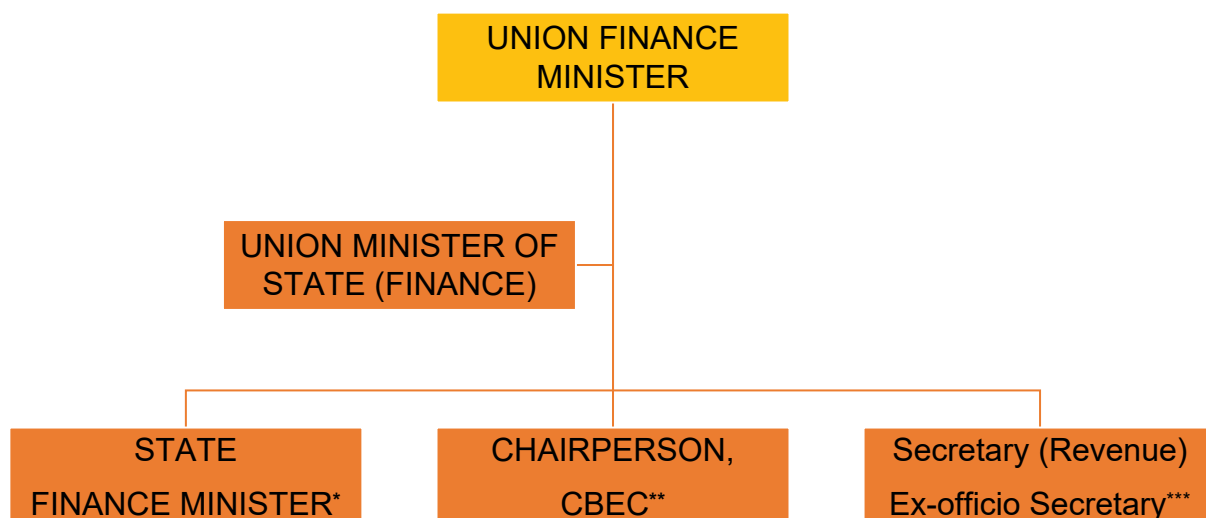 UNION FINANCE
MINISTER
UNION MINISTER OF
STATE (FINANCE)
STATE
FINANCE MINISTER*
CHAIRPERSON,
CBEC**
Secretary (Revenue)
Ex-officio Secretary***